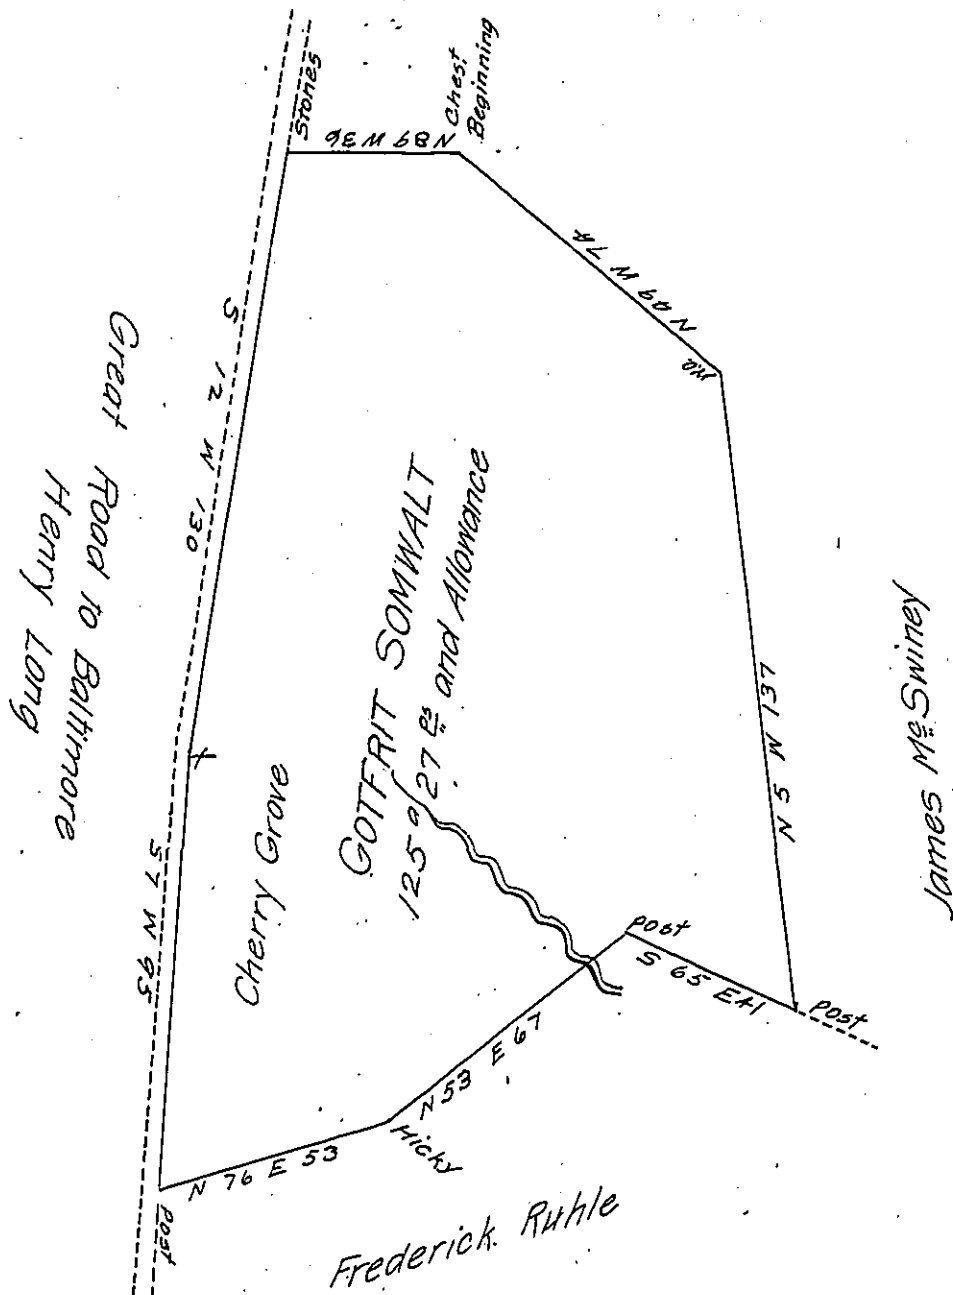 Stones
Chest
Beginning
N 89 W 36
N 49 W 74
W.O.
S 12 W 130
Great Road to Baltimore
Henry Long
GOTFRIT SOMWALT
125 a 27 ps and Allowance
Cherry Grove
James Mc Swiney
N 5 W 137
post
S 65 E 41
post
S 7 W 95
N 53 E 67
Hicky
N 76 E 53
post
Frederick Ruhle